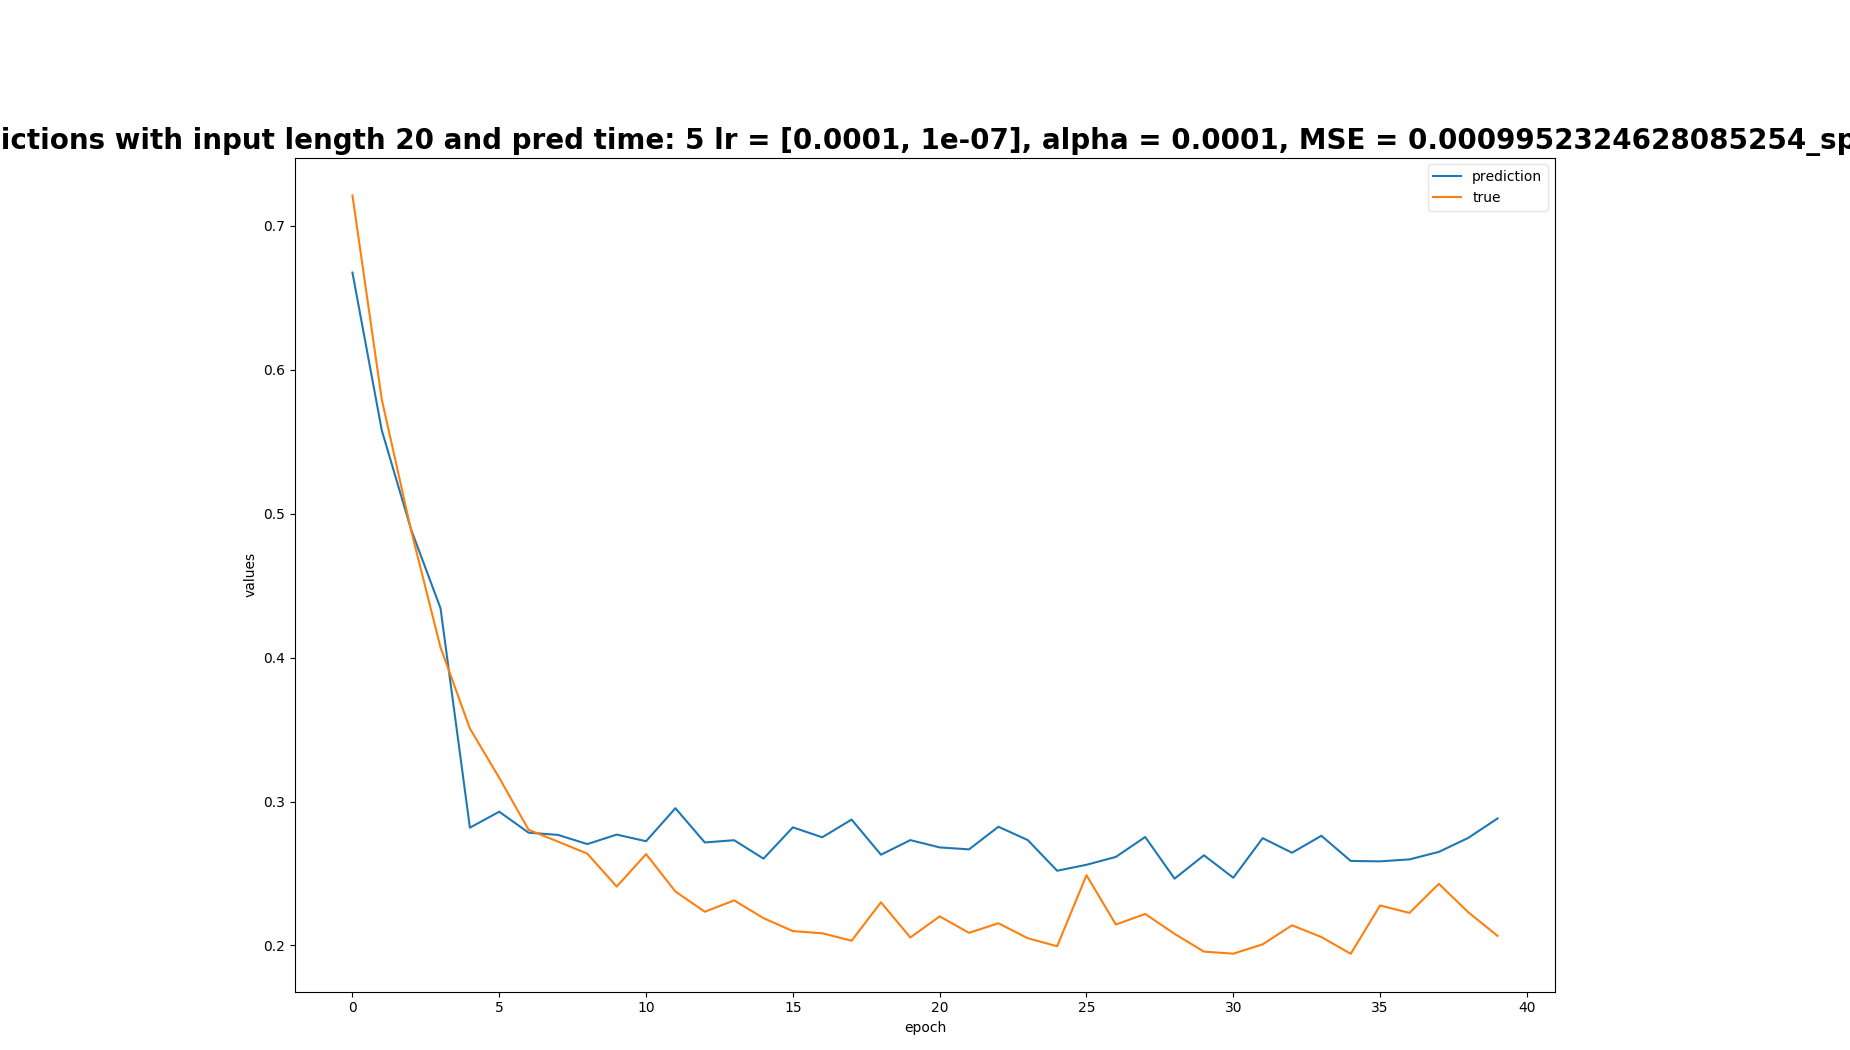 ictions with input length 20 and pred time: 5 lr = [0.0001, 1e-07], alpha = 0.0001, MSE = 0.0009952324628085254_sp
prediction
true
0.7
0.6
0.5
0.4
0.3
0.2
values
0 5 10 15 20 25 30 35 40
epoch